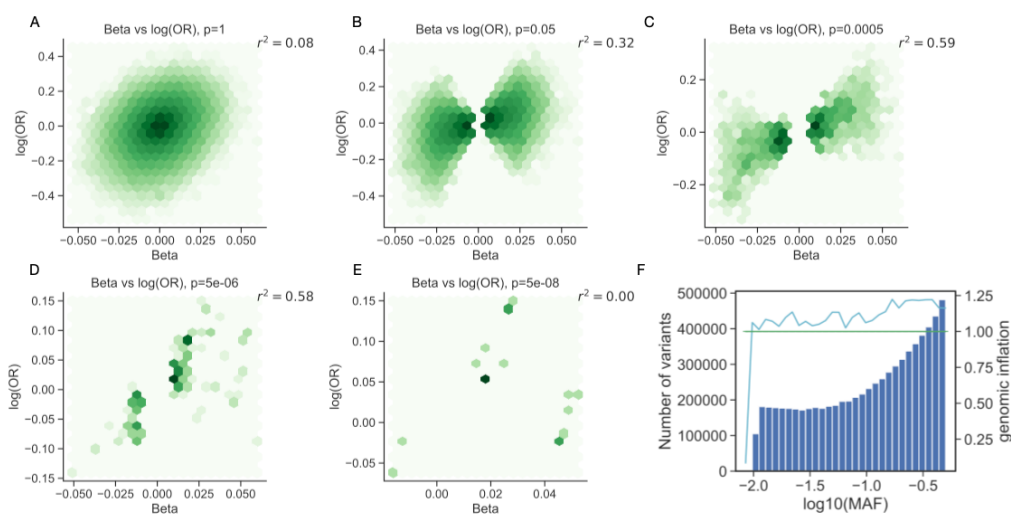 A
Beta vs log(OR), p=1
r² = 0.08
0.4
0.2
0.0
−0.2
−0.4
log(OR)
−0.050 −0.025 0.000 0.025 0.050
Beta
B
Beta vs log(OR), p=0.05
r² = 0.32
0.4
0.2
0.0
−0.2
−0.4
log(OR)
−0.050 −0.025 0.000 0.025 0.050
Beta
C
Beta vs log(OR), p=0.0005
r² = 0.59
0.2
0.0
−0.2
log(OR)
−0.050 −0.025 0.000 0.025 0.050
Beta
D
Beta vs log(OR), p=5e-06
r² = 0.58
0.15
0.10
0.05
0.00
−0.05
−0.10
−0.15
log(OR)
−0.050 −0.025 0.000 0.025 0.050
Beta
E
Beta vs log(OR), p=5e-08
r² = 0.00
0.15
0.10
0.05
0.00
−0.05
log(OR)
0.00 0.02 0.04
Beta
F
500000
400000
300000
200000
100000
0
Number of variants
1.25
1.00
0.75
0.50
0.25
genomic inflation
−2.0 −1.5 −1.0 −0.5
log10(MAF)